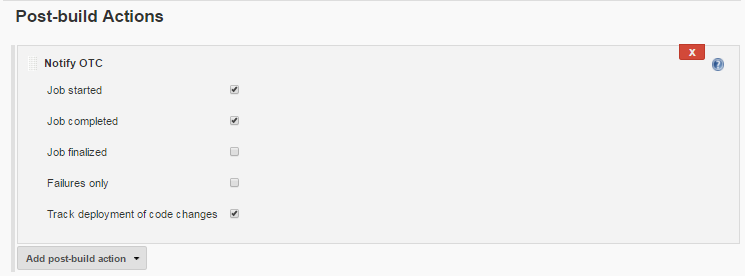 Post-build Actions
X
Notify OTC
?
Job started
Job completed
Job finalized
Failures only
Track deployment of code changes
Add post-build action